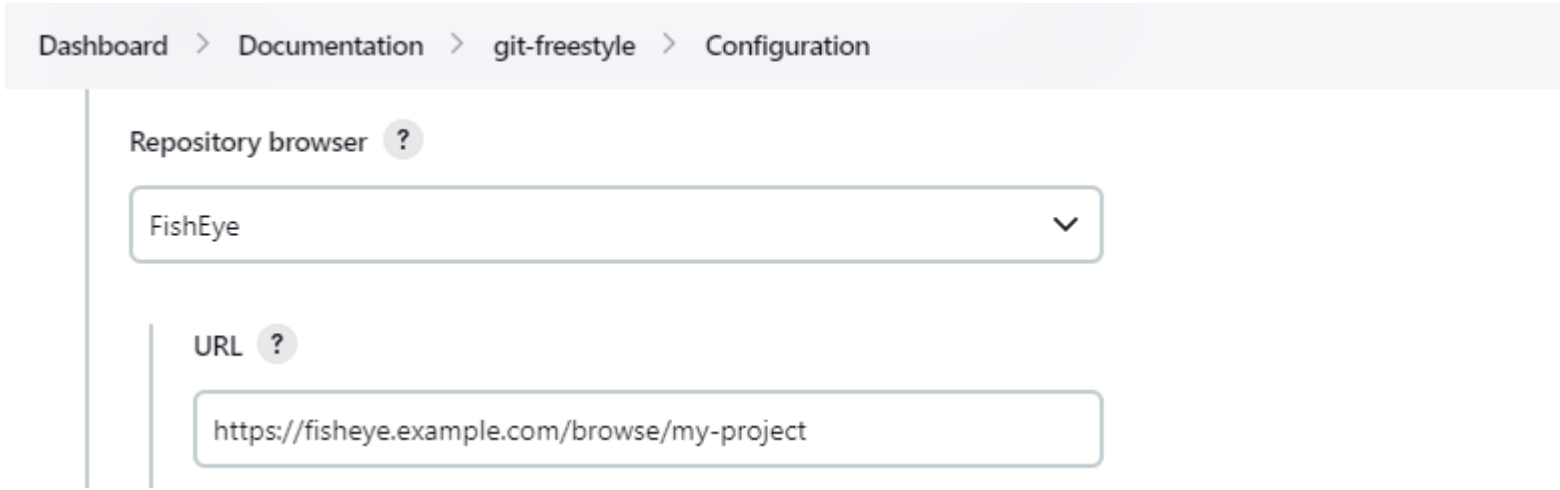 Dashboard > Documentation > git-freestyle > Configuration
Repository browser ?
FishEye
URL ?
https://fisheye.example.com/browse/my-project